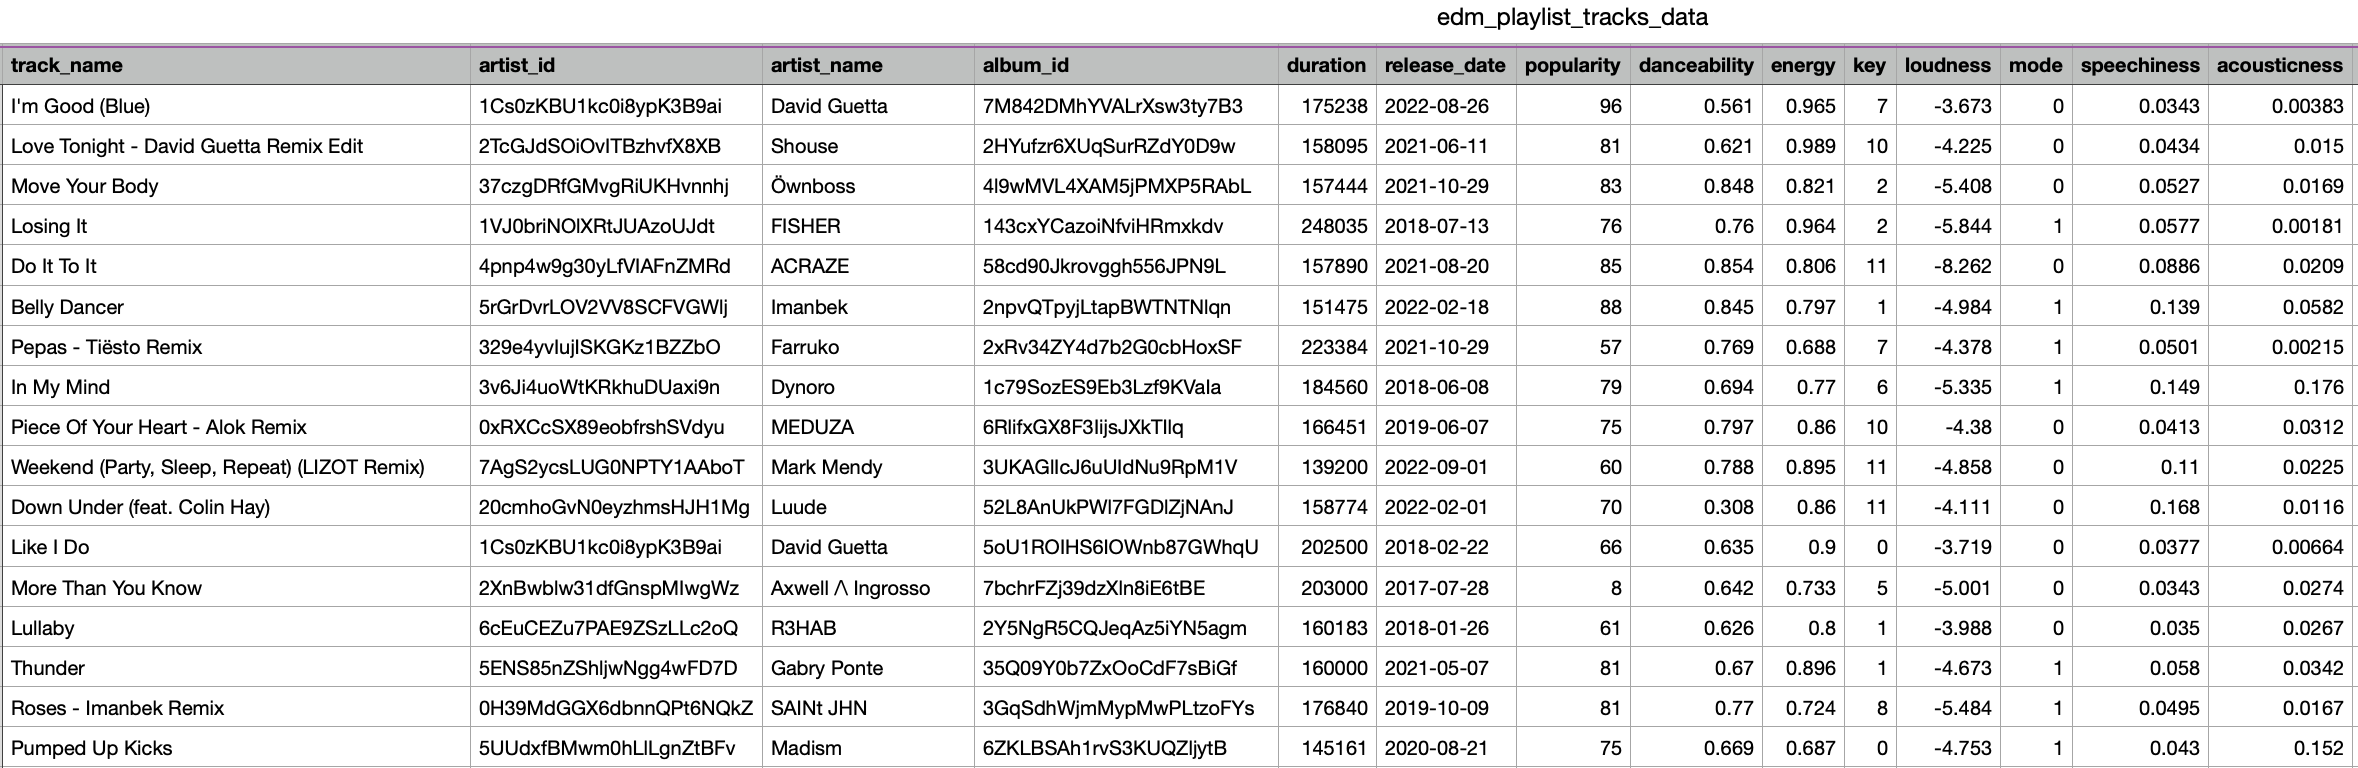 edm_playlist_tracks_data
track_name artist_id artist_name album_id duration release_date popularity danceability energy key loudness mode speechiness acousticness
I'm Good (Blue) 1Cs0zKBU1kc0i8ypK3B9ai David Guetta 7M842DMhYVALrXsw3ty7B3 175238 2022-08-26 96 0.561 0.965 7 -3.673 0 0.0343 0.00383
Love Tonight - David Guetta Remix Edit 2TcGJdSOiOvITBzhvfX8XB Shouse 2HYufzr6XUqSurRZdY0D9w 158095 2021-06-11 81 0.621 0.989 10 -4.225 0 0.0434 0.015
Move Your Body 37czgDRfGMvgRiUKHvnnhj Öwnboss 4l9wMVL4XAM5jPMXP5RAbL 157444 2021-10-29 83 0.848 0.821 2 -5.408 0 0.0527 0.0169
Losing It 1VJ0briNOlXRtJUAzoUJdt FISHER 143cxYCazoiNfviHRmxkdv 248035 2018-07-13 76 0.76 0.964 2 -5.844 1 0.0577 0.00181
Do It To It 4pnp4w9g30yLfVIAFnZMRd ACRAZE 58cd90Jkrovggh556JPN9L 157890 2021-08-20 85 0.854 0.806 11 -8.262 0 0.0886 0.0209
Belly Dancer 5rGrDvrLOV2VV8SCFVGWlj Imanbek 2npvQTpyjLtapBWTNTNlqn 151475 2022-02-18 88 0.845 0.797 1 -4.984 1 0.139 0.0582
Pepas - Tiësto Remix 329e4yvIujISKGKz1BZZbO Farruko 2xRv34ZY4d7b2G0cbHoxSF 223384 2021-10-29 57 0.769 0.688 7 -4.378 1 0.0501 0.00215
In My Mind 3v6Ji4uoWtKRkhuDUaxi9n Dynoro 1c79SozES9Eb3Lzf9KVaIa 184560 2018-06-08 79 0.694 0.77 6 -5.335 1 0.149 0.176
Piece Of Your Heart - Alok Remix 0xRXCcSX89eobfrshSVdyu MEDUZA 6RlifxGX8F3lijsJXkTIlq 166451 2019-06-07 75 0.797 0.86 10 -4.38 0 0.0413 0.0312
Weekend (Party, Sleep, Repeat) (LIZOT Remix) 7AgS2ycsLUG0NPTY1AAboT Mark Mendy 3UKAGlIcJ6uUIdNu9RpM1V 139200 2022-09-01 60 0.788 0.895 11 -4.858 0 0.11 0.0225
Down Under (feat. Colin Hay) 20cmhoGvN0eyzhmsHJH1Mg Luude 52L8AnUkPWl7FGDlZjNAnJ 158774 2022-02-01 70 0.308 0.86 11 -4.111 0 0.168 0.0116
Like I Do 1Cs0zKBU1kc0i8ypK3B9ai David Guetta 5oU1ROIHS6IOWnb87GWhqU 202500 2018-02-22 66 0.635 0.9 0 -3.719 0 0.0377 0.00664
More Than You Know 2XnBwblw31dfGnspMIwgWz Axwell Λ Ingrosso 7bchrFZj39dzXln8iE6tBE 203000 2017-07-28 8 0.642 0.733 5 -5.001 0 0.0343 0.0274
Lullaby 6cEuCEZu7PAE9ZSzLLc2oQ R3HAB 2Y5NgR5CQJeqAz5iYN5agm 160183 2018-01-26 61 0.626 0.8 1 -3.988 0 0.035 0.0267
Thunder 5ENS85nZShljwNgg4wFD7D Gabry Ponte 35Q09Y0b7ZxOoCdF7sBiGf 160000 2021-05-07 81 0.67 0.896 1 -4.673 1 0.058 0.0342
Roses - Imanbek Remix 0H39MdGGX6dbnnQPt6NQkZ SAINt JHN 3GqSdhWjmMypMwPLtzoFYs 176840 2019-10-09 81 0.77 0.724 8 -5.484 1 0.0495 0.0167
Pumped Up Kicks 5UUdxfBMwm0hLlLgnZtBFv Madism 6ZKLBSAh1rvS3KUQZljytB 145161 2020-08-21 75 0.669 0.687 0 -4.753 1 0.043 0.152